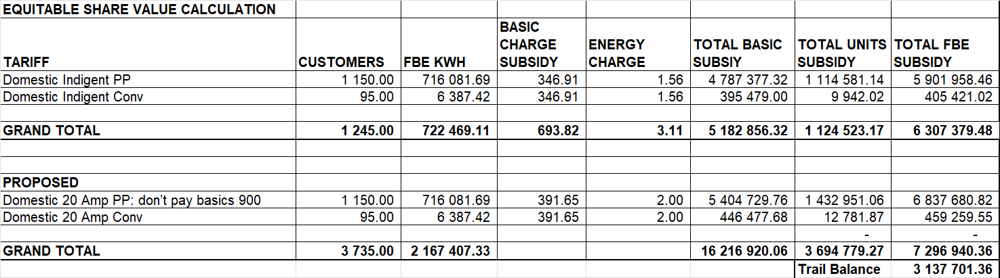 EQUITABLE SHARE VALUE CALCULATION
TARIFF CUSTOMERS FBE KWH BASIC CHARGE SUBSIDY ENERGY CHARGE TOTAL BASIC SUBSIY TOTAL UNITS SUBSIDY TOTAL FBE SUBSIDY
Domestic Indigent PP 1 150.00 716 081.69 346.91 1.56 4 787 377.32 1 114 581.14 5 901 958.46
Domestic Indigent Conv 95.00 6 387.42 346.91 1.56 395 479.00 9 942.02 405 421.02
GRAND TOTAL 1 245.00 722 469.11 693.82 3.11 5 182 856.32 1 124 523.17 6 307 379.48
PROPOSED
Domestic 20 Amp PP: don’t pay basics 900 1 150.00 716 081.69 391.65 2.00 5 404 729.76 1 432 951.06 6 837 680.82
Domestic 20 Amp Conv 95.00 6 387.42 391.65 2.00 446 477.68 12 781.87 459 259.55
- -
GRAND TOTAL 3 735.00 2 167 407.33 16 216 920.06 3 694 779.27 7 296 940.36
Trail Balance 3 137 701.36